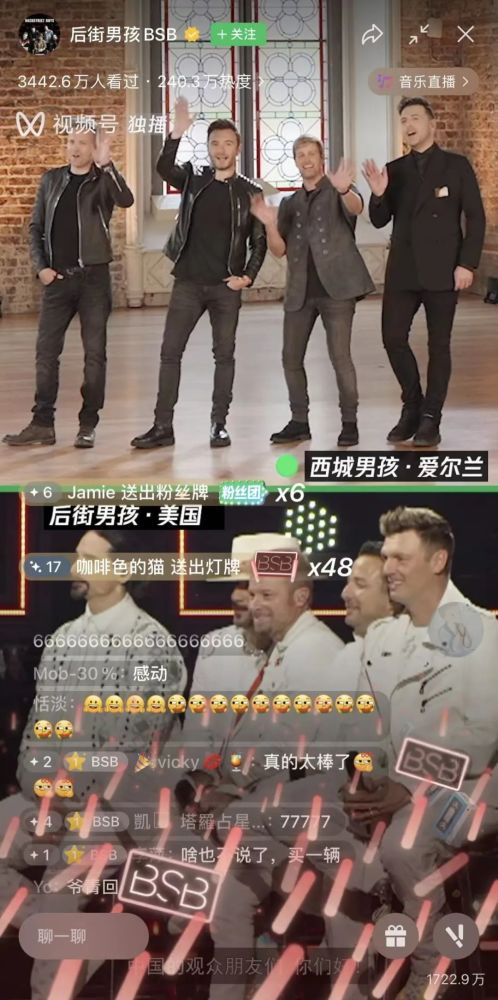 后街男孩BSB
+关注
3442.6万人看过 · 240.3万热度 >
音乐直播 >
视频号 独播
西城男孩·爱尔兰
6 Jamie 送出粉丝牌 粉丝团 x6
后街男孩·美国
17 咖啡色的猫 送出灯牌 BSB x48
6666666666666666666
Mob-30%: 感动
恬淡:
2 BSB svicky : 真的太棒了
BSB
4 BSB 凱 塔羅占星...: 77777
1 BSB : 啥也不说了，买一辆
Yo: 爷青回
BSB
聊一聊
中国的观众朋友们 你们好!
1722.9万